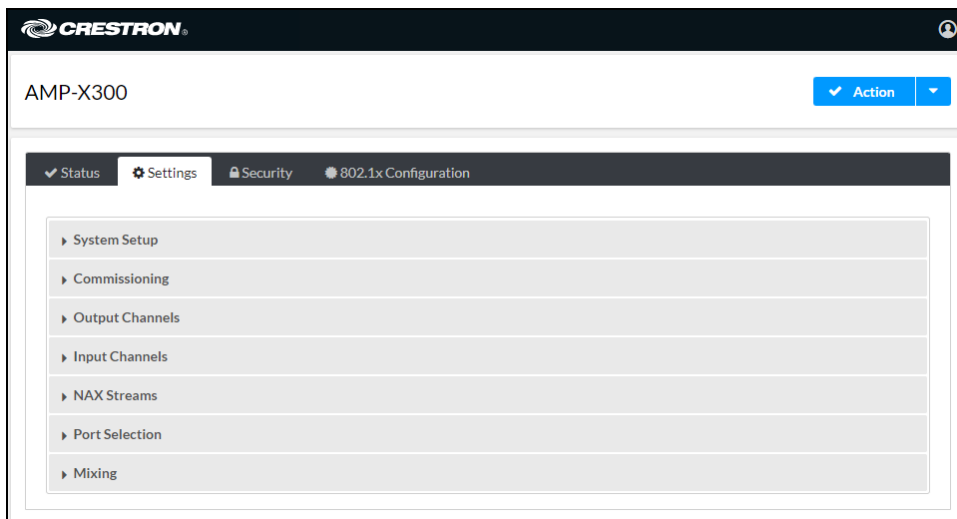 CRESTRON®
AMP-X300
Action
Status Settings Security 802.1x Configuration
System Setup
Commissioning
Output Channels
Input Channels
NAX Streams
Port Selection
Mixing